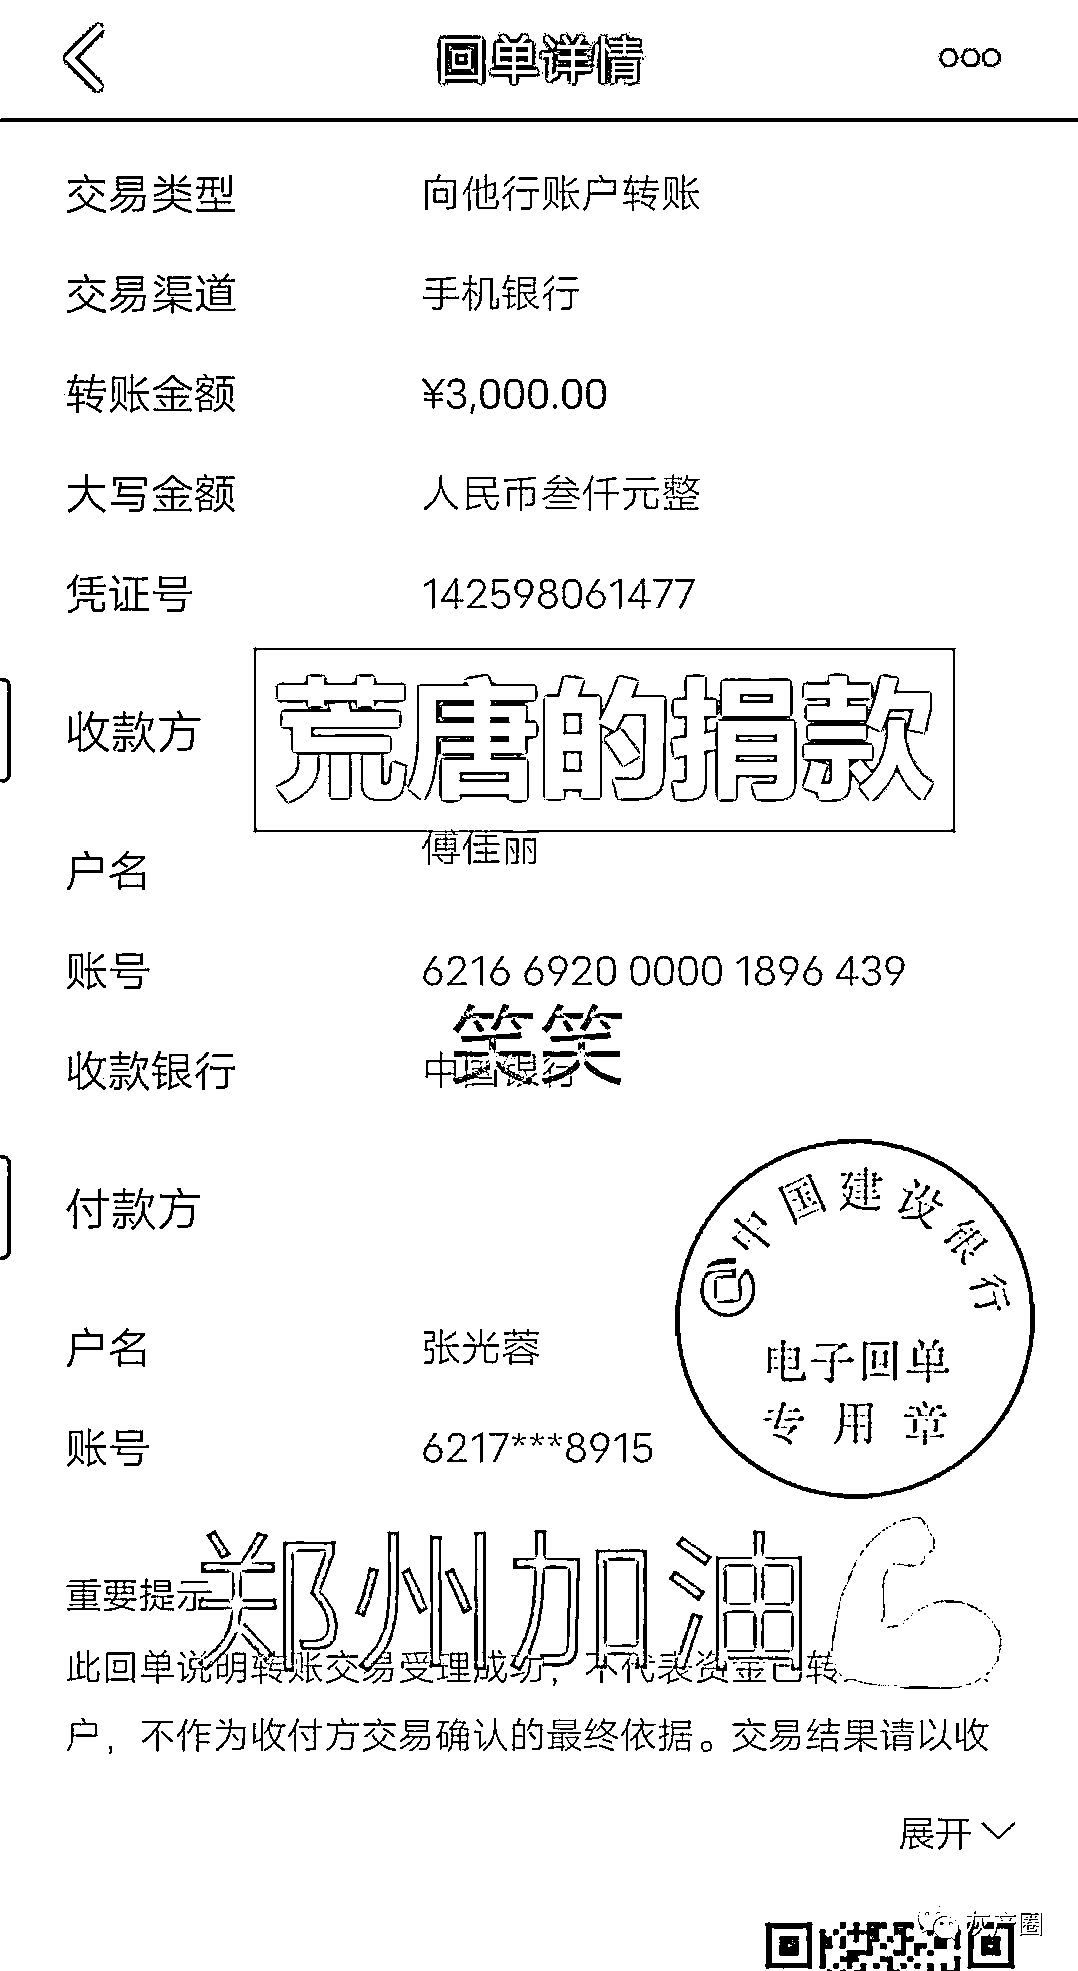 回单详情
交易类型 向他行账户转账
交易渠道 手机银行
转账金额 ¥3,000.00
大写金额 人民币叁仟元整
凭证号 142598061477
收款方
荒唐的捐款
户名 傅佳丽
账号 6216 6920 0000 1896 439
笑笑
收款银行 中国银行
付款方
中国建设银行
电子回单
专用章
户名 张光蓉
账号 6217***8915
郑州加油
重要提示
此回单说明转账交易受理成功，不代表资金已转
户，不作为收付方交易确认的最终依据。交易结果请以收
展开
灰产圈